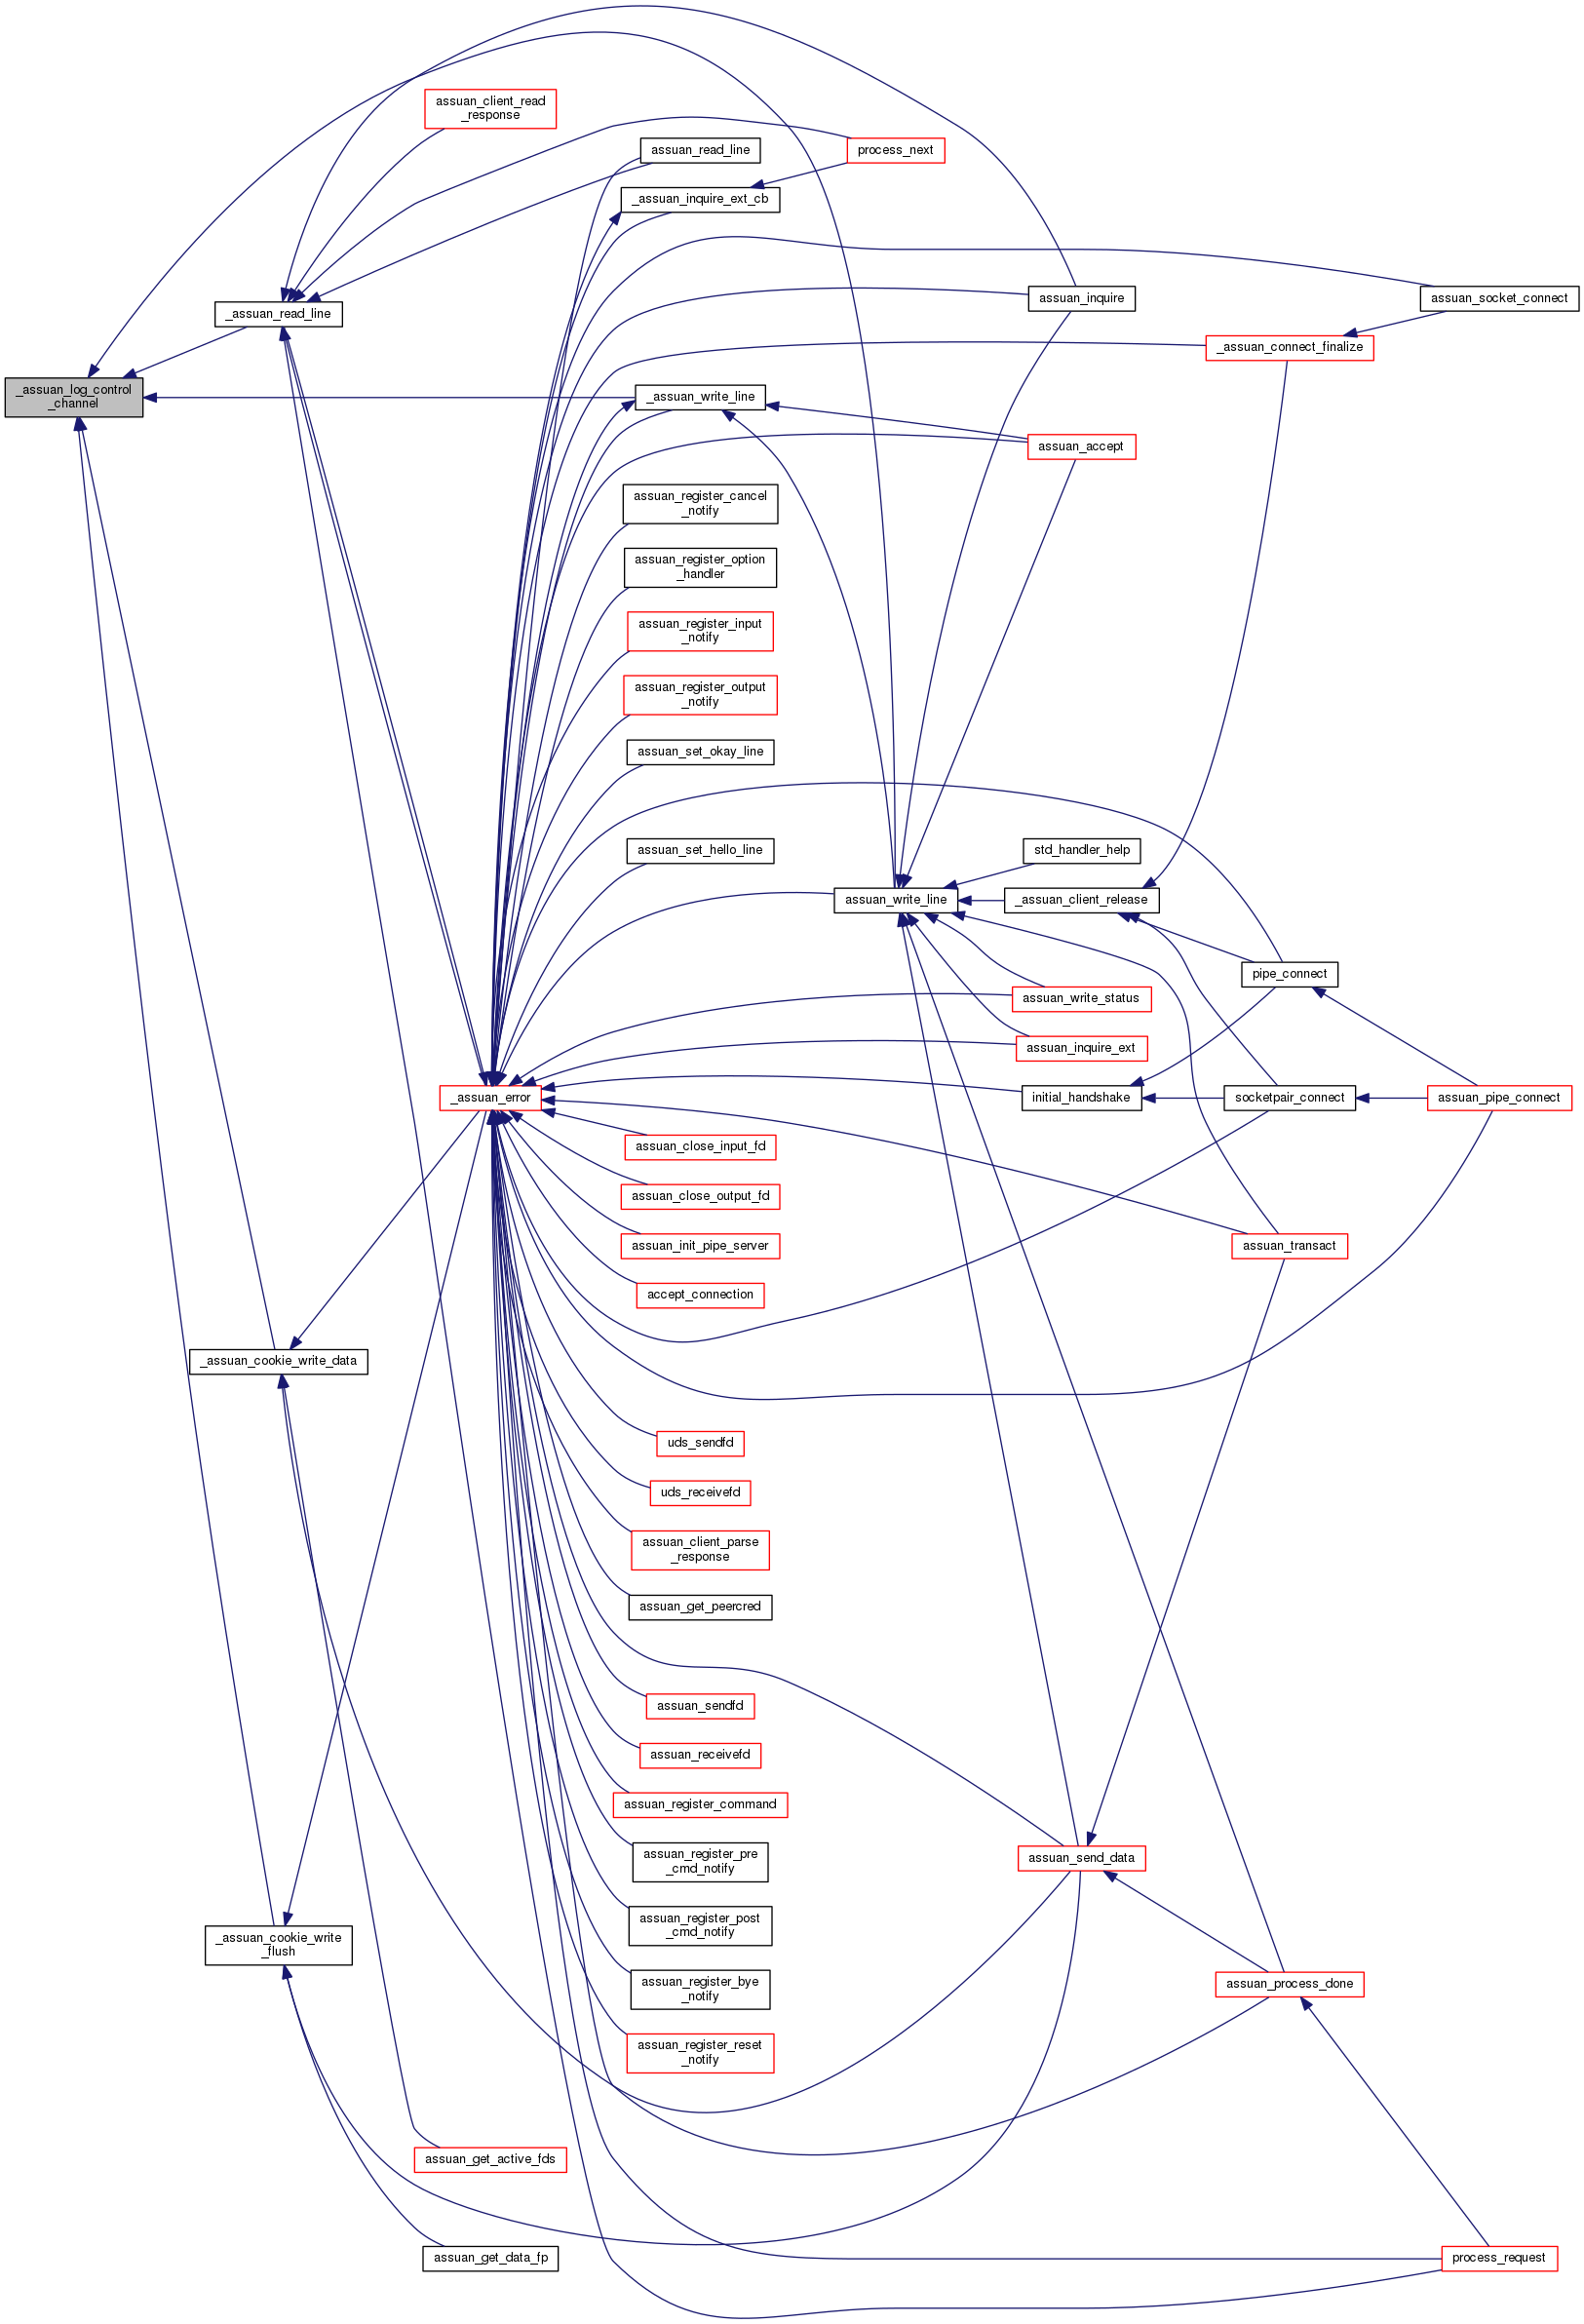 assuan_client_read
_response
assuan_read_line
process_next
_assuan_inquire_ext_cb
assuan_inquire
assuan_socket_connect
_assuan_read_line
_assuan_connect_finalize
_assuan_log_control
_channel
_assuan_write_line
assuan_accept
assuan_register_cancel
_notify
assuan_register_option
_handler
assuan_register_input
_notify
assuan_register_output
_notify
assuan_set_okay_line
assuan_set_hello_line
std_handler_help
assuan_write_line
_assuan_client_release
pipe_connect
assuan_write_status
assuan_inquire_ext
_assuan_error
initial_handshake
socketpair_connect
assuan_pipe_connect
assuan_close_input_fd
assuan_close_output_fd
assuan_init_pipe_server
assuan_transact
accept_connection
_assuan_cookie_write_data
uds_sendfd
uds_receivefd
assuan_client_parse
_response
assuan_get_peercred
assuan_sendfd
assuan_receivefd
assuan_register_command
assuan_register_pre
_cmd_notify
assuan_send_data
assuan_register_post
_cmd_notify
_assuan_cookie_write
_flush
assuan_register_bye
_notify
assuan_process_done
assuan_register_reset
_notify
assuan_get_active_fds
assuan_get_data_fp
process_request